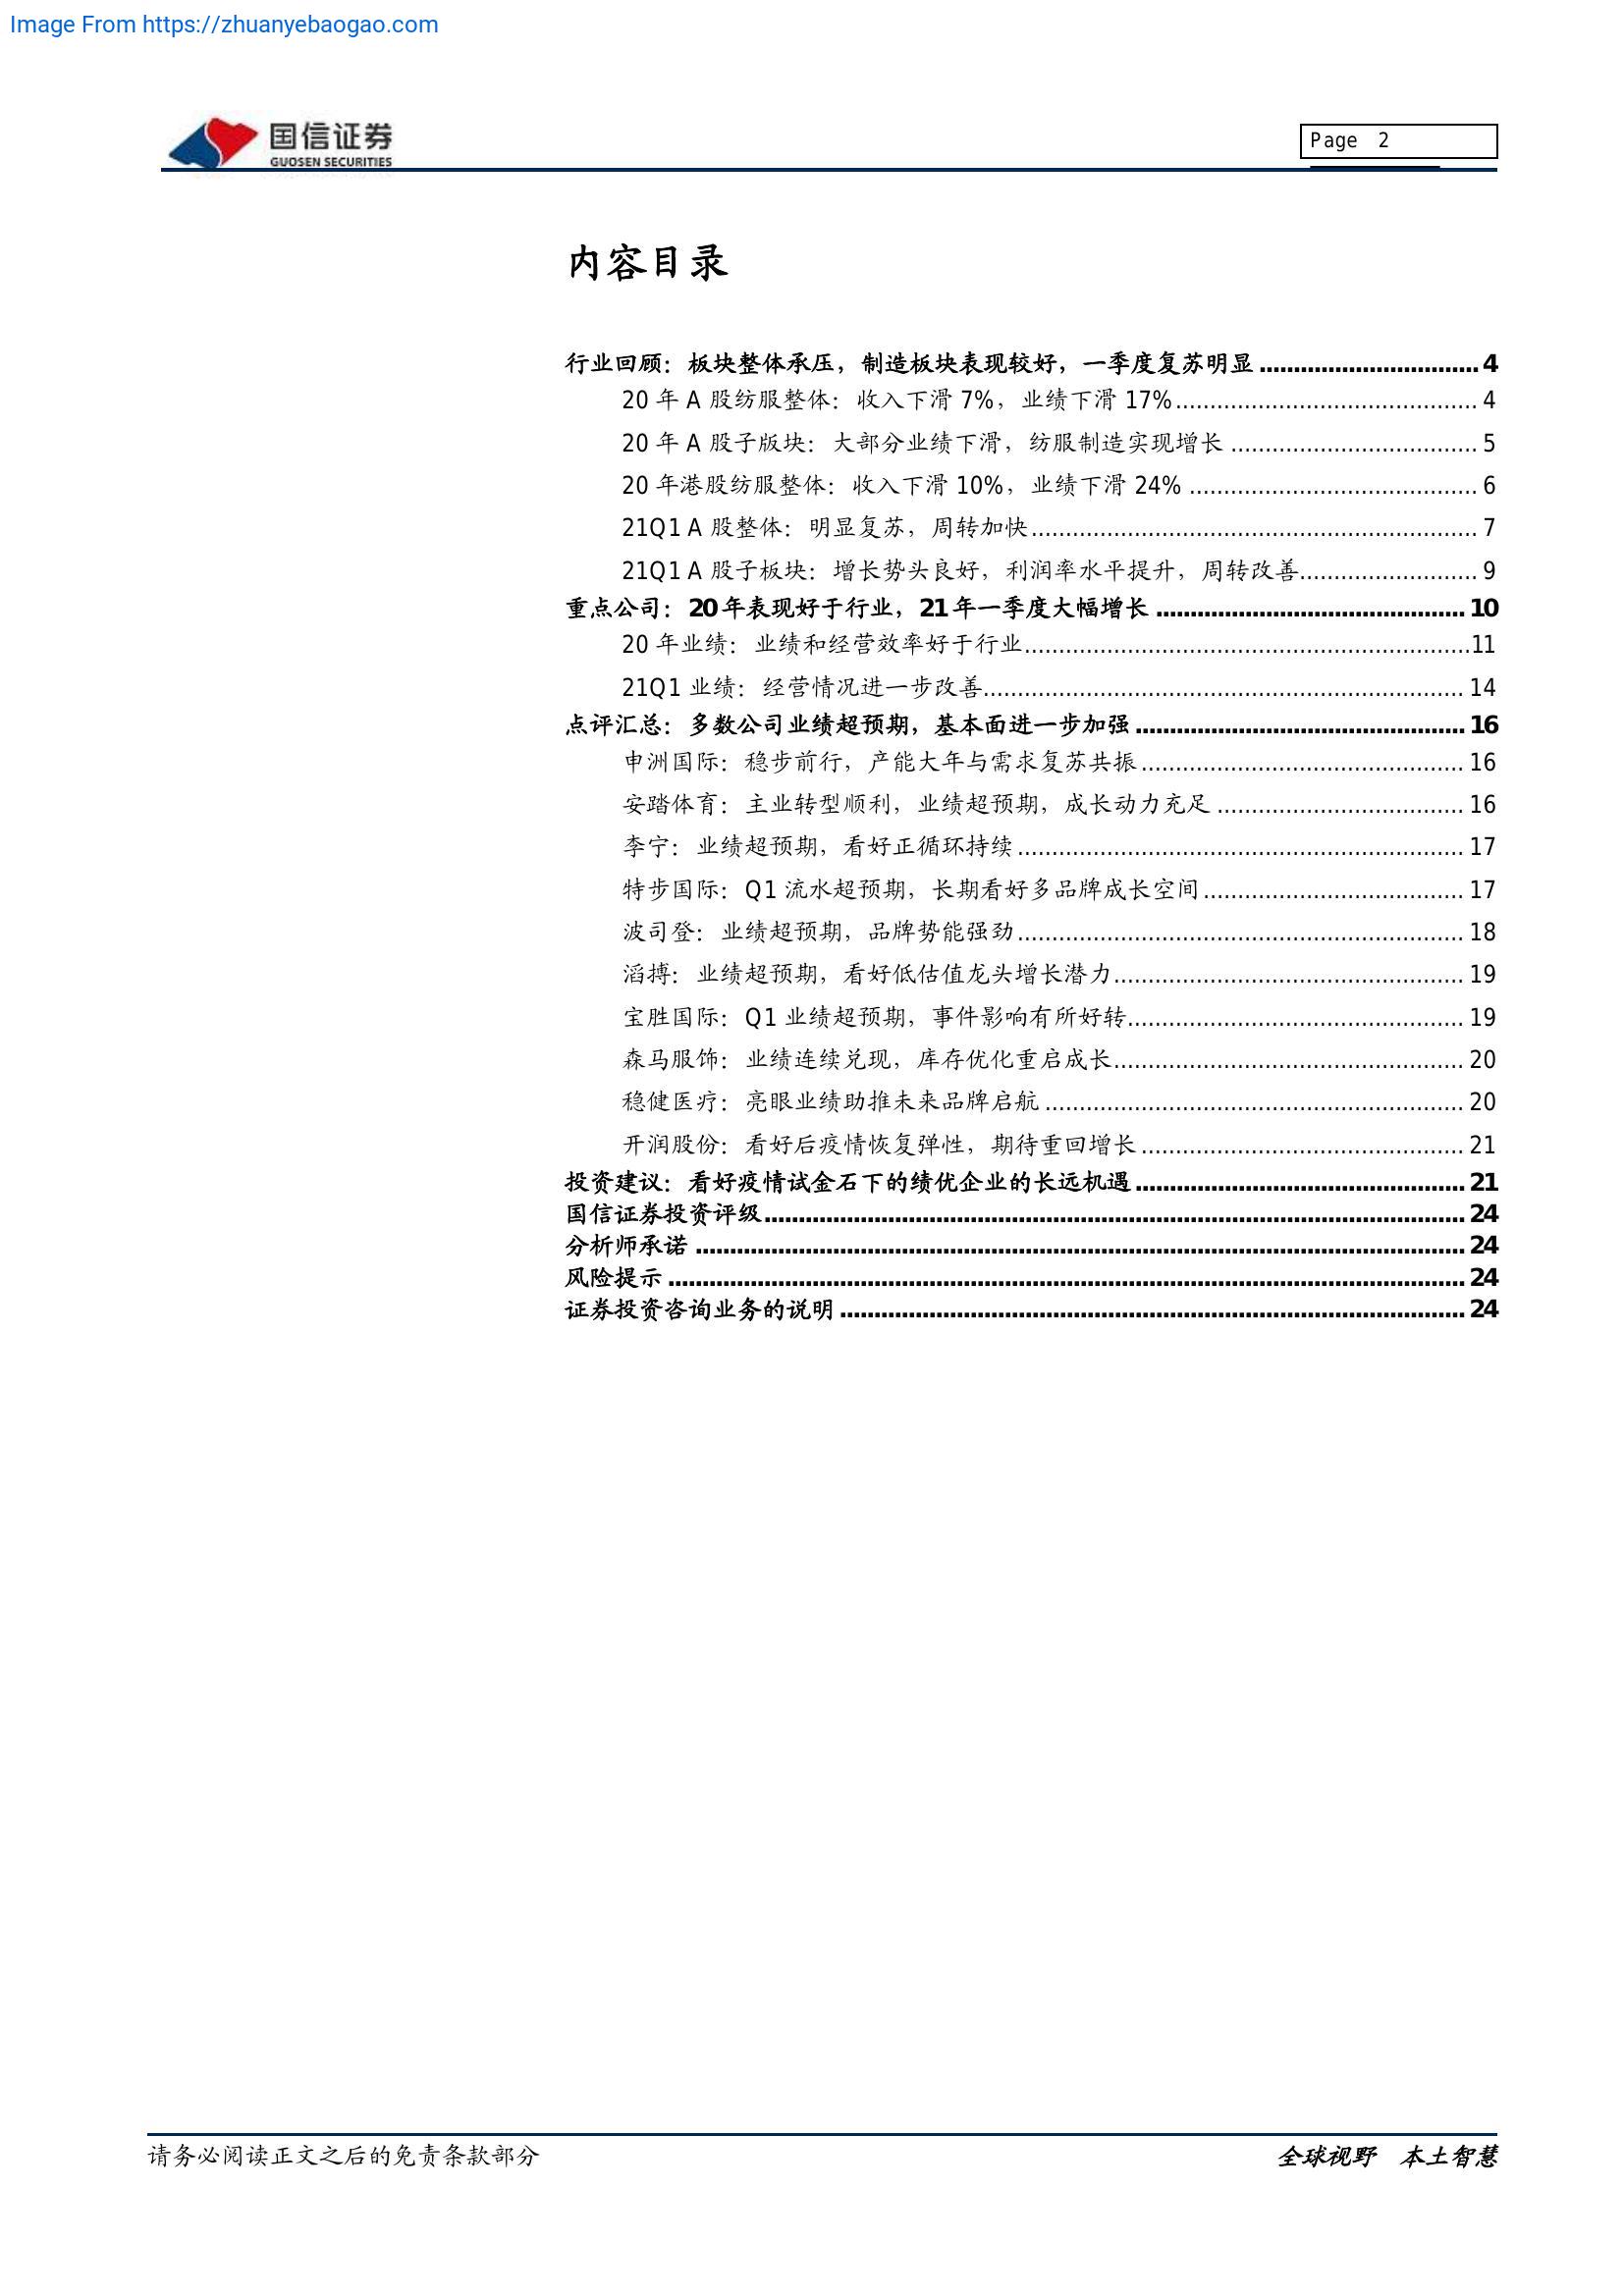 Image From https://zhuanyebaogao.com
国信证券
GUOSEN SECURITIES
Page 2
内容目录
行业回顾：板块整体承压，制造板块表现较好，一季度复苏明显 ................................ 4
20 年 A 股纺服整体：收入下滑 7%，业绩下滑 17%............................................ 4
20 年 A 股子版块：大部分业绩下滑，纺服制造实现增长 .................................... 5
20 年港股纺服整体：收入下滑 10%，业绩下滑 24% .......................................... 6
21Q1 A 股整体：明显复苏，周转加快................................................................. 7
21Q1 A 股子板块：增长势头良好，利润率水平提升，周转改善.......................... 9
重点公司：20 年表现好于行业，21 年一季度大幅增长 ............................................. 10
20 年业绩：业绩和经营效率好于行业.................................................................11
21Q1 业绩：经营情况进一步改善...................................................................... 14
点评汇总：多数公司业绩超预期，基本面进一步加强 ................................................ 16
申洲国际：稳步前行，产能大年与需求复苏共振............................................... 16
安踏体育：主业转型顺利，业绩超预期，成长动力充足 .................................... 16
李宁：业绩超预期，看好正循环持续 ................................................................. 17
特步国际：Q1 流水超预期，长期看好多品牌成长空间...................................... 17
波司登：业绩超预期，品牌势能强劲................................................................. 18
滔搏：业绩超预期，看好低估值龙头增长潜力................................................... 19
宝胜国际：Q1 业绩超预期，事件影响有所好转................................................. 19
森马服饰：业绩连续兑现，库存优化重启成长................................................... 20
稳健医疗：亮眼业绩助推未来品牌启航 ............................................................. 20
开润股份：看好后疫情恢复弹性，期待重回增长............................................... 21
投资建议：看好疫情试金石下的绩优企业的长远机遇................................................ 21
国信证券投资评级...................................................................................................... 24
分析师承诺 ................................................................................................................ 24
风险提示 .................................................................................................................... 24
证券投资咨询业务的说明 ........................................................................................... 24
请务必阅读正文之后的免责条款部分
全球视野 本土智慧